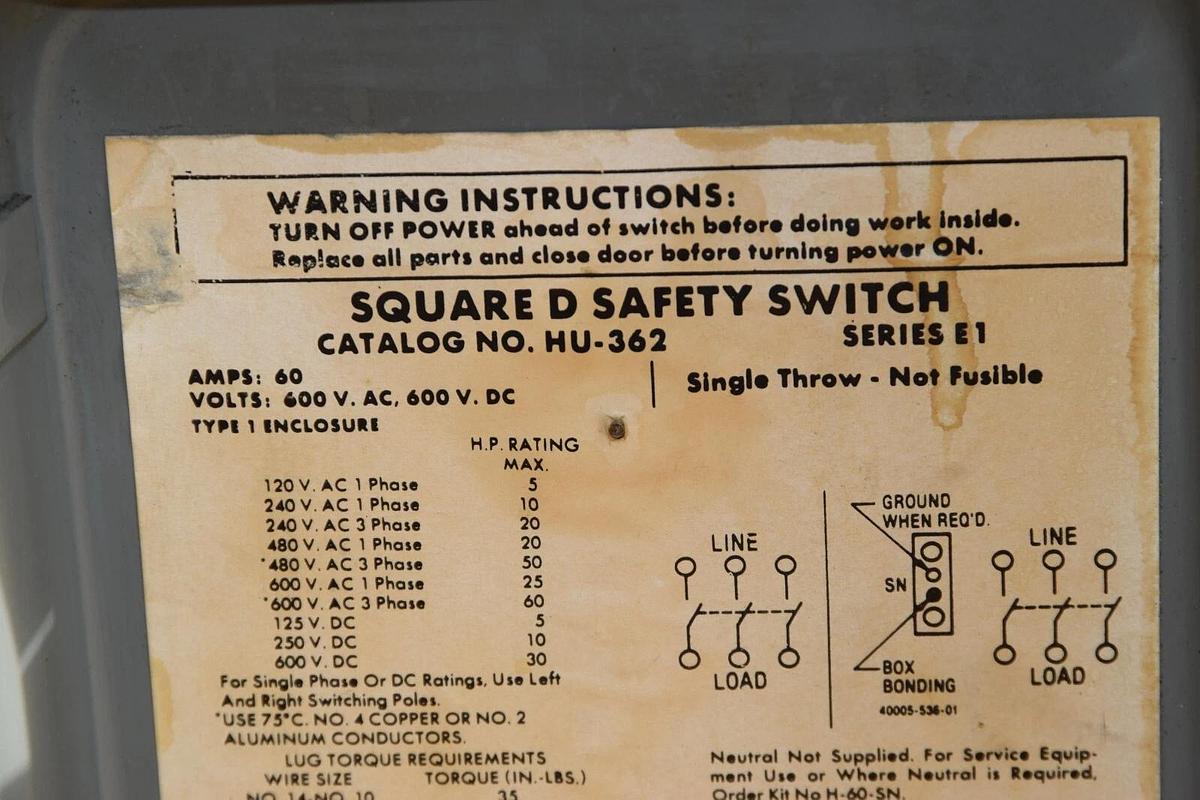 WARNING INSTRUCTIONS:
TURN OFF POWER ahead of switch before doing work inside.
Replace all parts and close door before turning power ON.
SQUARE D SAFETY SWITCH
CATALOG NO. HU-362 SERIES E1
AMPS: 60
VOLTS: 600 V. AC, 600 V. DC
TYPE 1 ENCLOSURE
Single Throw - Not Fusible
H.P. RATING
MAX.
120 V. AC 1 Phase 5
240 V. AC 1 Phase 10
240 V. AC 3 Phase 20
480 V. AC 1 Phase 20
*480 V. AC 3 Phase 50
600 V. AC 1 Phase 25
*600 V. AC 3 Phase 60
125 V. DC 5
250 V. DC 10
600 V. DC 30
For Single Phase Or DC Ratings, Use Left
And Right Switching Poles.
*USE 75°C. NO. 4 COPPER OR NO. 2
ALUMINUM CONDUCTORS.
LUG TORQUE REQUIREMENTS
WIRE SIZE TORQUE (IN.-LBS.)
NO. 14-NO. 10 35
LINE
LOAD
GROUND
WHEN REQ'D.
SN
BOX
BONDING
40005-536-01
LINE
LOAD
Neutral Not Supplied. For Service Equip-
ment Use or Where Neutral is Required,
Order Kit No H-60-SN.